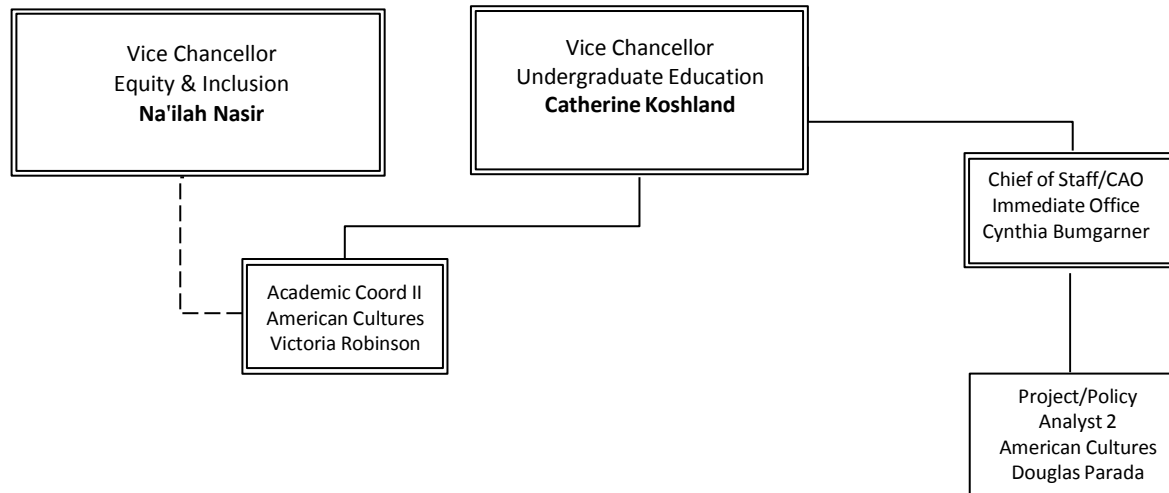 Vice Chancellor
Equity & Inclusion
Na'ilah Nasir
Vice Chancellor
Undergraduate Education
Catherine Koshland
Chief of Staff/CAO
Immediate Office
Cynthia Bumgarner
Academic Coord II
American Cultures
Victoria Robinson
Project/Policy
Analyst 2
American Cultures
Douglas Parada